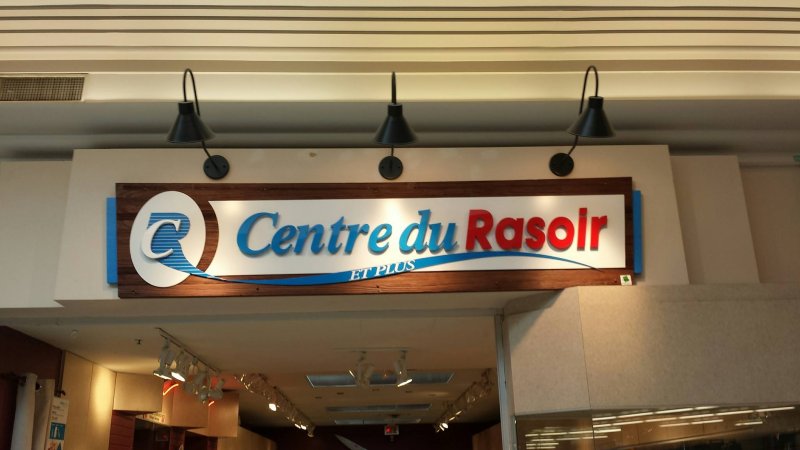 CR
Centre du Rasoir
ET PLUS